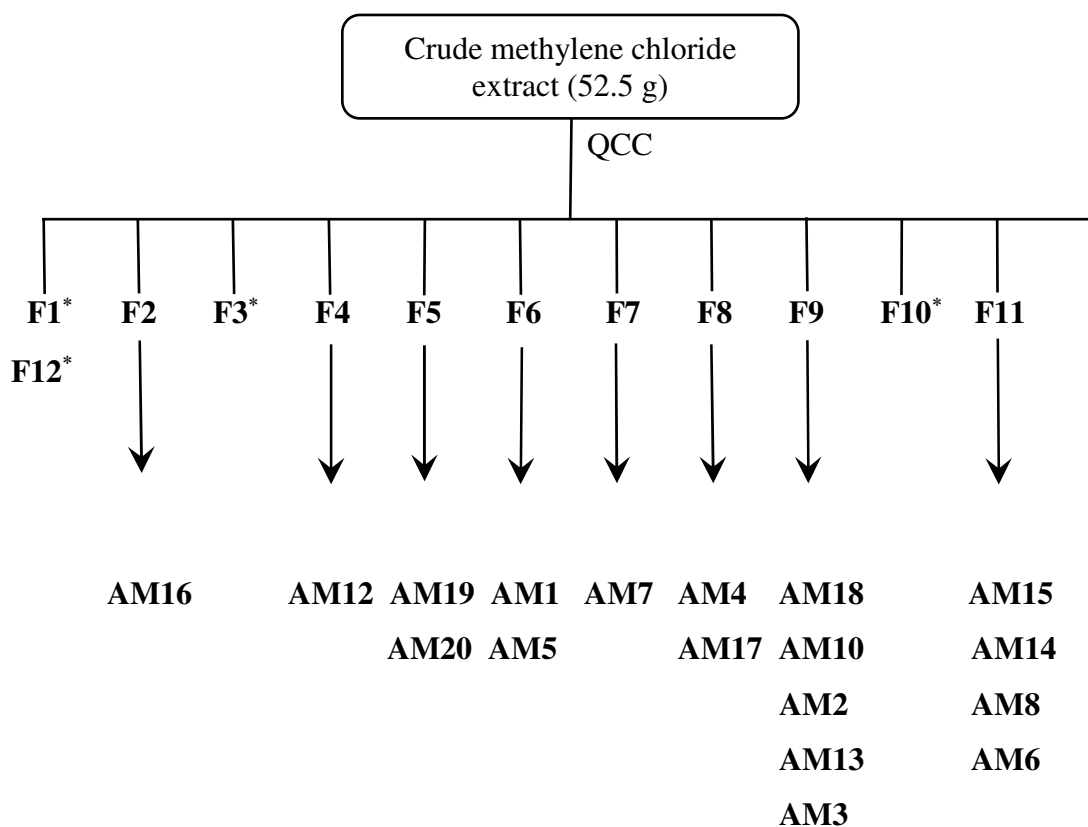 Crude methylene chloride
extract (52.5 g)
QCC
F1* F2 F3* F4 F5 F6 F7 F8 F9 F10* F11
F12*
AM16 AM12 AM19 AM1 AM7 AM4 AM18 AM15
AM20 AM5 AM17 AM10 AM14
AM2 AM8
AM13 AM6
AM3